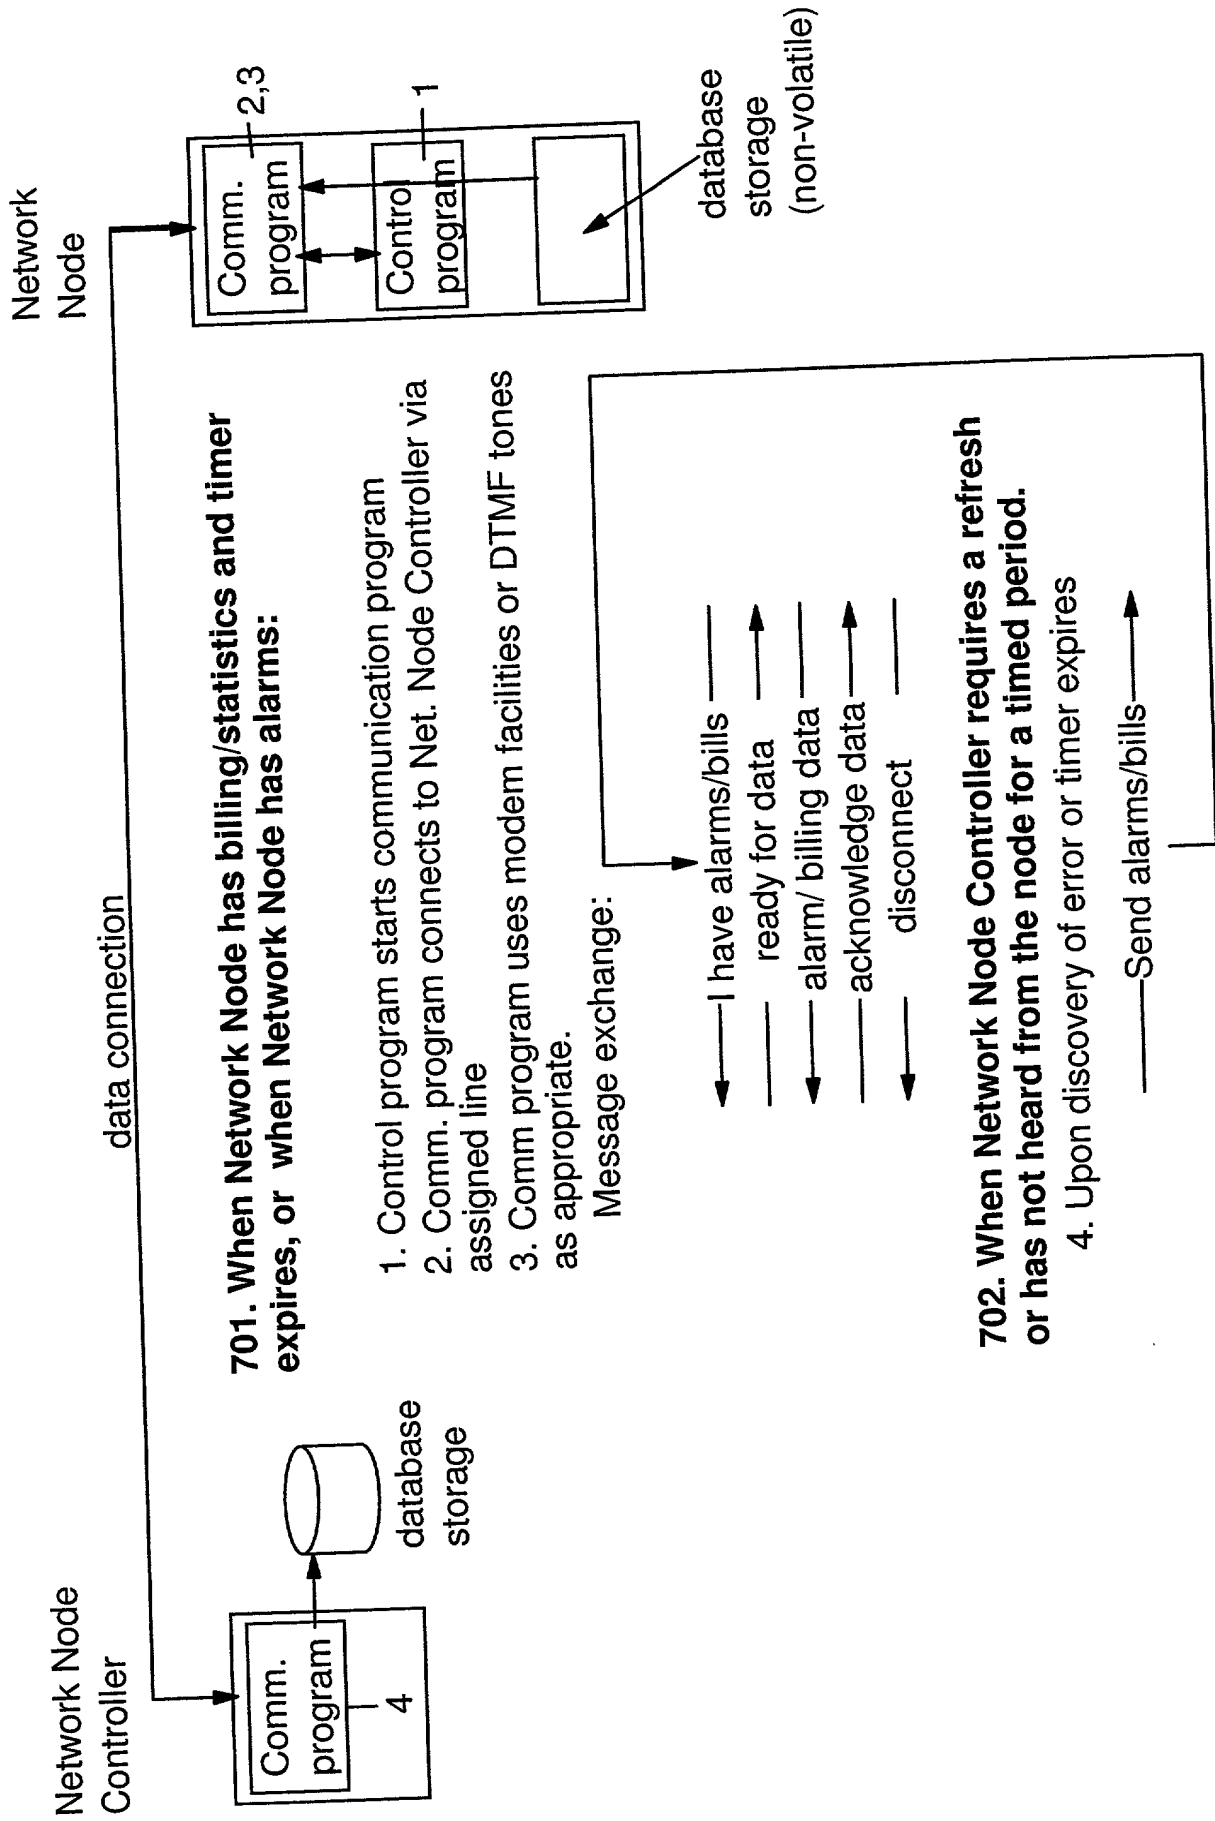 Network Node
Controller
Comm.
program
4
database
storage
data connection
Network
Node
Comm.
program
2,3
Control
program
1
database
storage
(non-volatile)
701. When Network Node has billing/statistics and timer
expires, or when Network Node has alarms:
1. Control program starts communication program
2. Comm. program connects to Net. Node Controller via
assigned line
3. Comm program uses modem facilities or DTMF tones
as appropriate.
Message exchange:
I have alarms/bills
ready for data
alarm/ billing data
acknowledge data
disconnect
702. When Network Node Controller requires a refresh
or has not heard from the node for a timed period.
4. Upon discovery of error or timer expires
Send alarms/bills